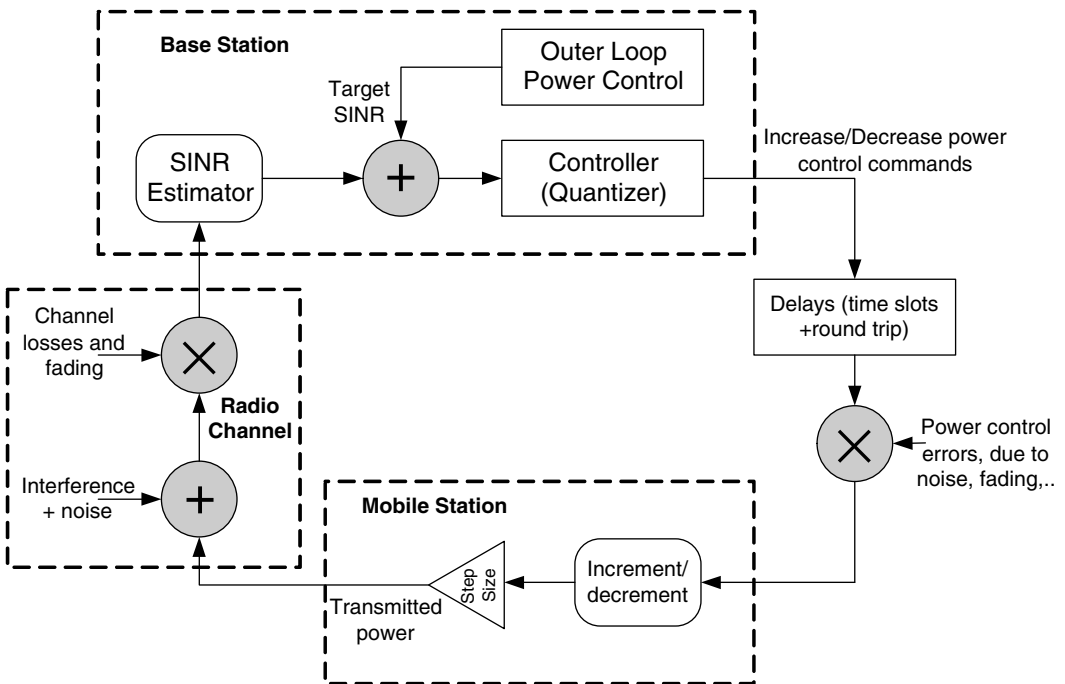 Base Station
Outer Loop
Power Control
Target
SINR
SINR
Estimator
+
Controller
(Quantizer)
Increase/Decrease power
control commands
Delays (time slots
+round trip)
Channel
losses and
fading
×
Radio
Channel
×
Power control
errors, due to
noise, fading,..
Interference
+ noise
+
Mobile Station
Step
Size
Increment/
decrement
Transmitted
power